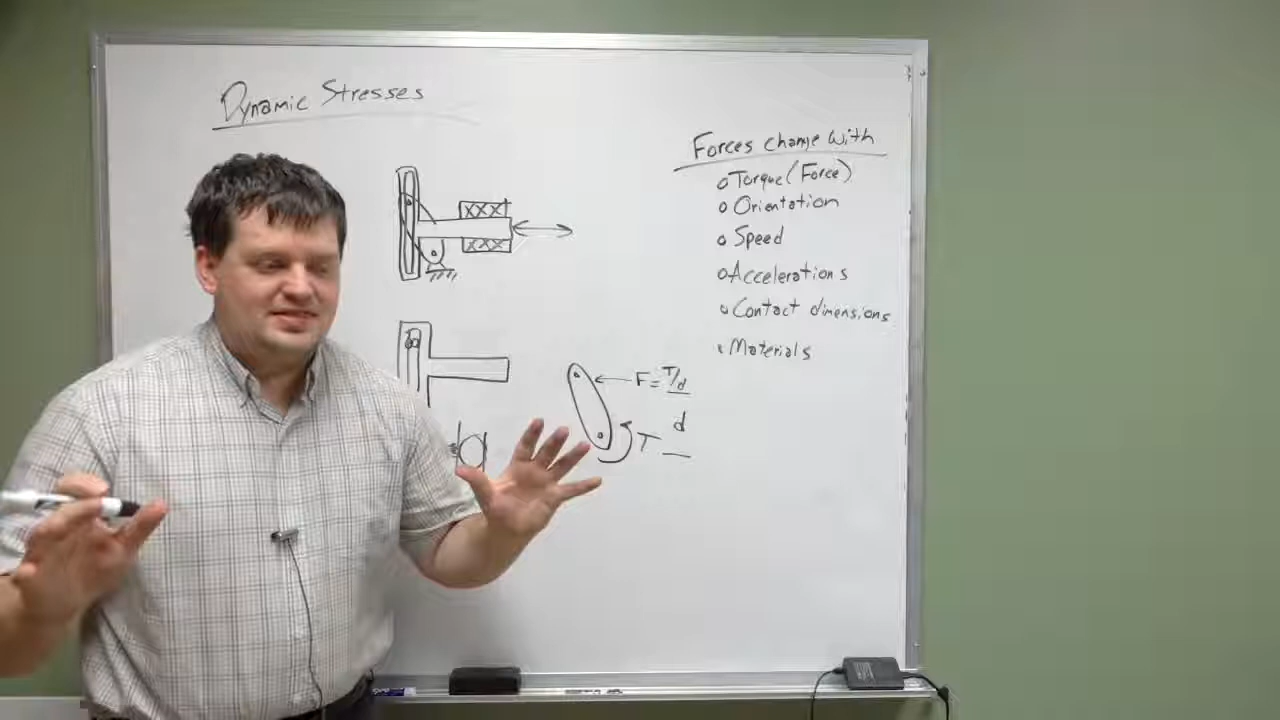 Dynamic Stresses
Forces change with
Torque (Force)
Orientation
Speed
Accelerations
Contact dimensions
Materials
F = T/d
d
T